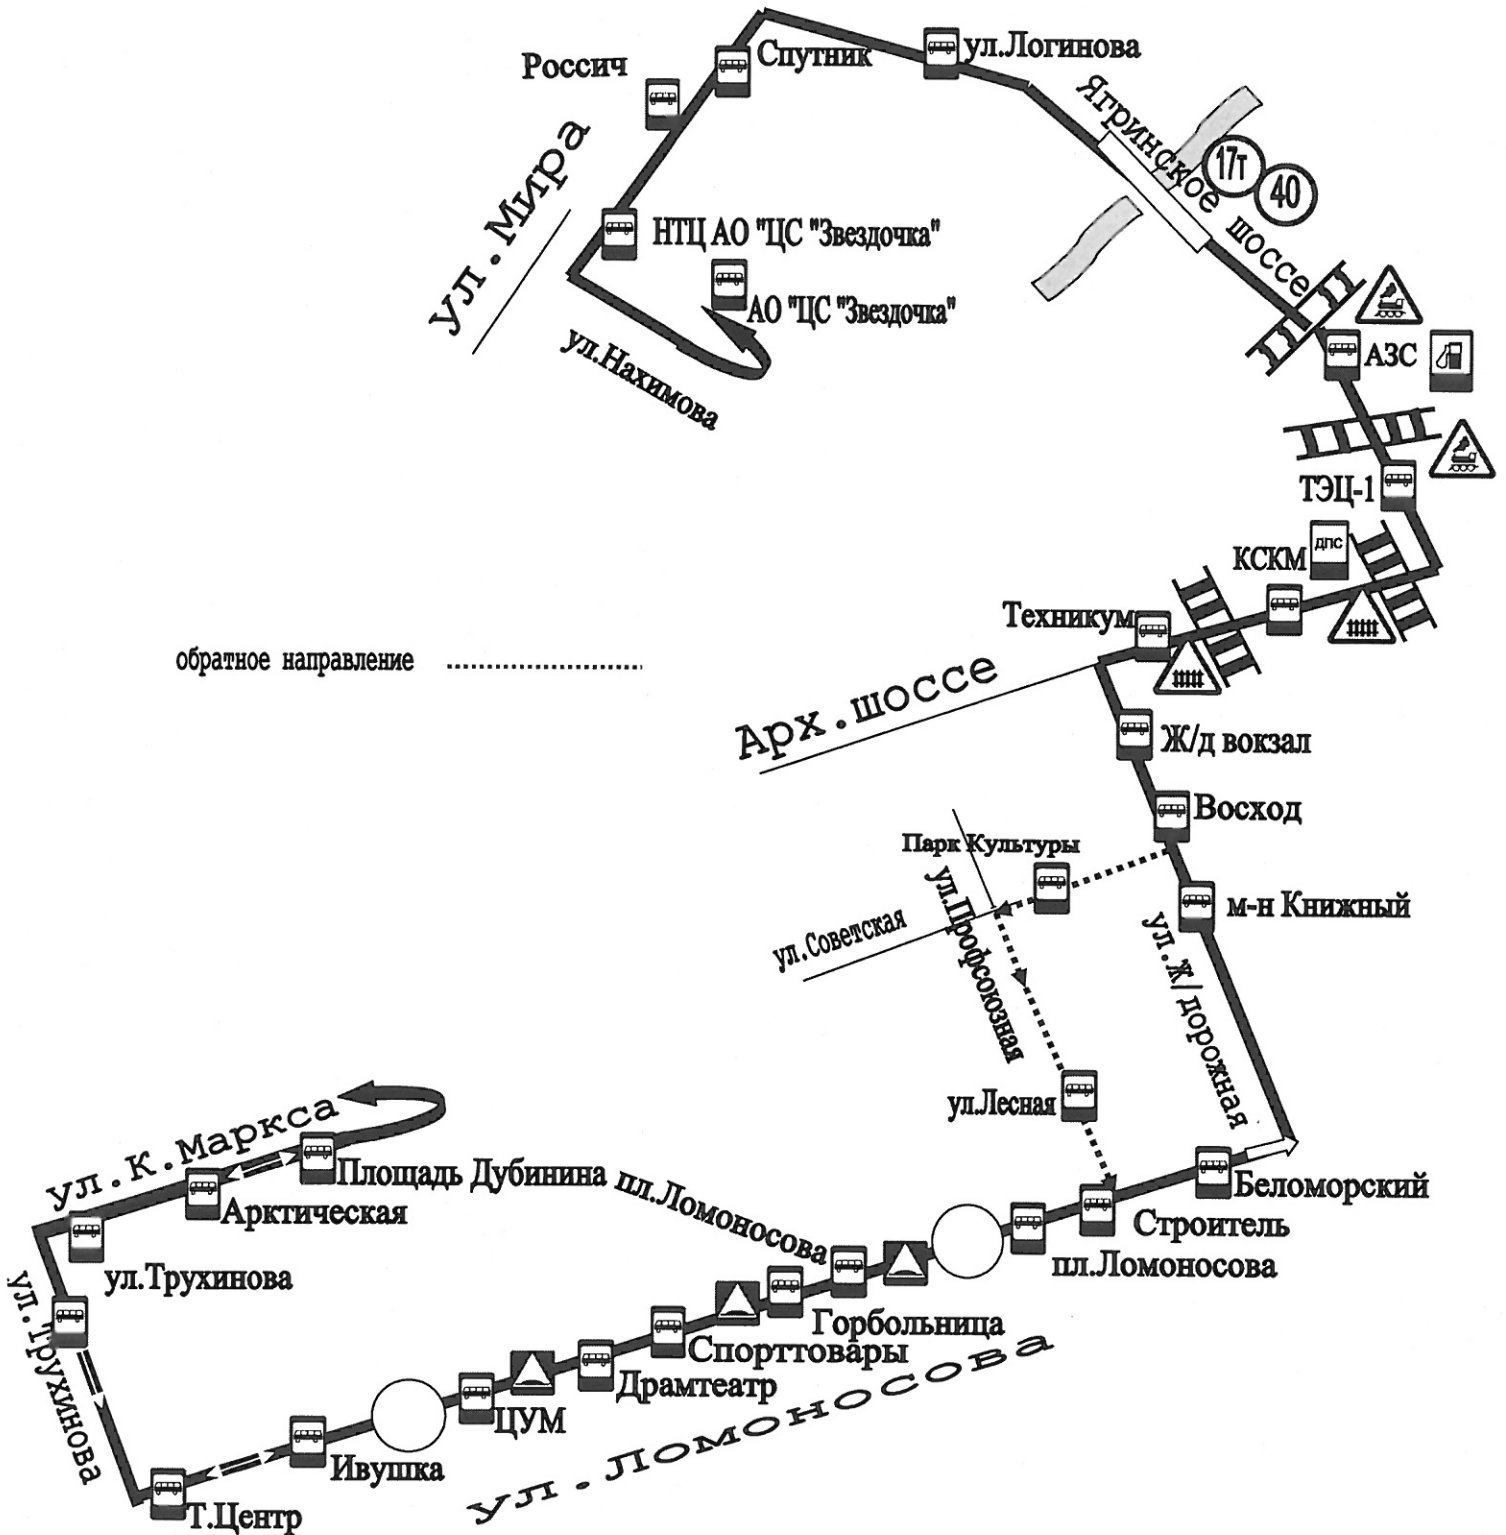 Спутник
ул.Логинова
Россич
Ягринское шоссе
17т
40
ул.Мира
НТЦ АО "ЦС "Звездочка"
АО "ЦС "Звездочка"
ул.Нахимова
АЗС
ТЭЦ-1
ДПС
КСКМ
Техникум
обратное направление
Арх.шоссе
Ж/д вокзал
Восход
Парк Культуры
м-н Книжный
ул.Советская
ул.Профсоюзная
ул.Ж/дорожная
ул.Лесная
ул.К.Маркса
Площадь Дубинина
пл.Ломоносова
Беломорский
Арктическая
Строитель
пл.Ломоносова
ул.Трухинова
ул.Трухинова
Горбольница
Спорттовары
Драмтеатр
ул.Ломоносова
ЦУМ
Ивушка
Т.Центр